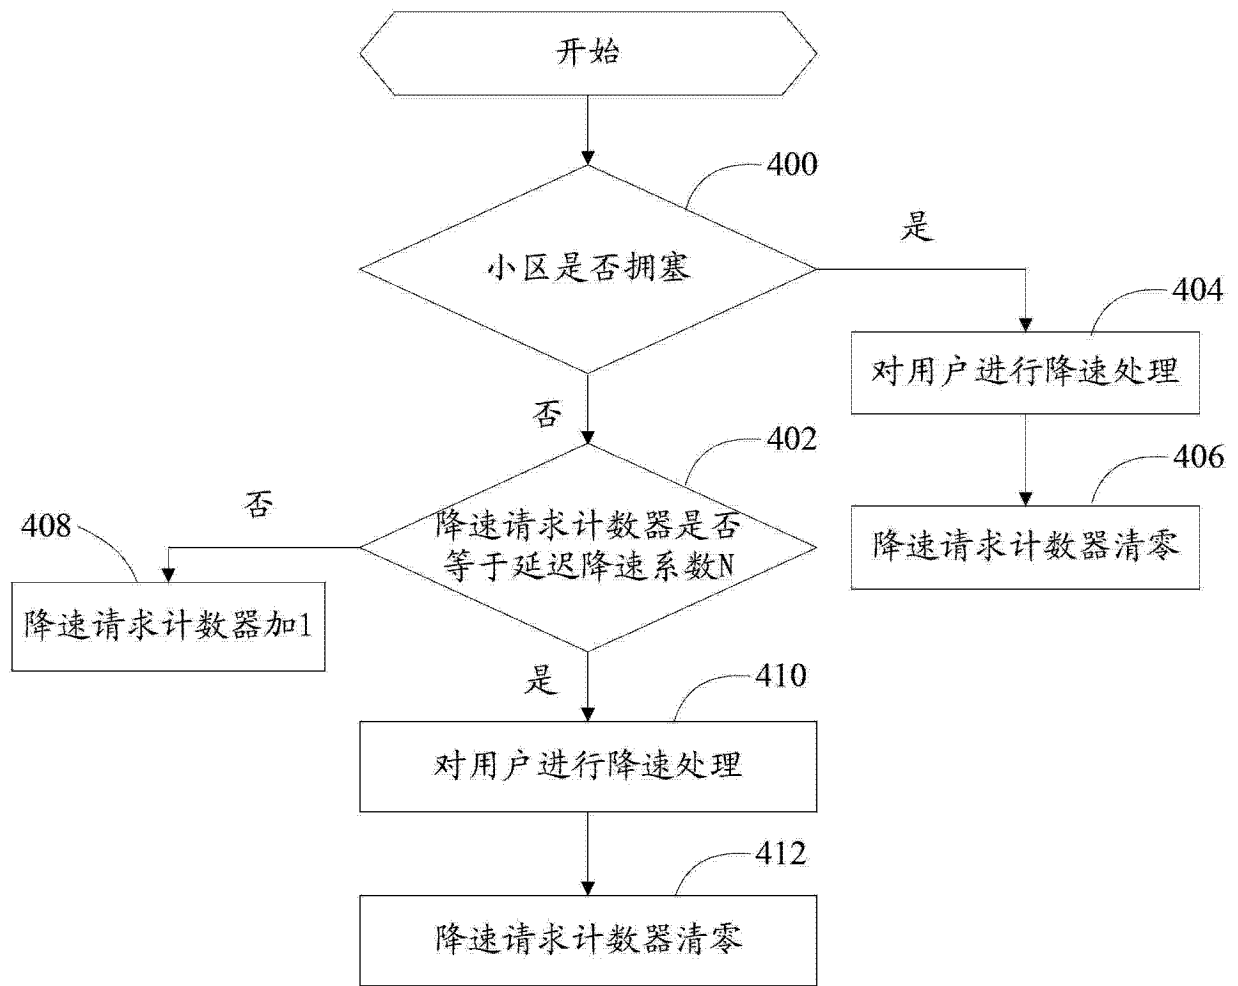 开始
400
小区是否拥塞
是
404
对用户进行降速处理
否
402
406
降速请求计数器是否
等于延迟降速系数N
降速请求计数器清零
否
408
降速请求计数器加1
是
410
对用户进行降速处理
412
降速请求计数器清零